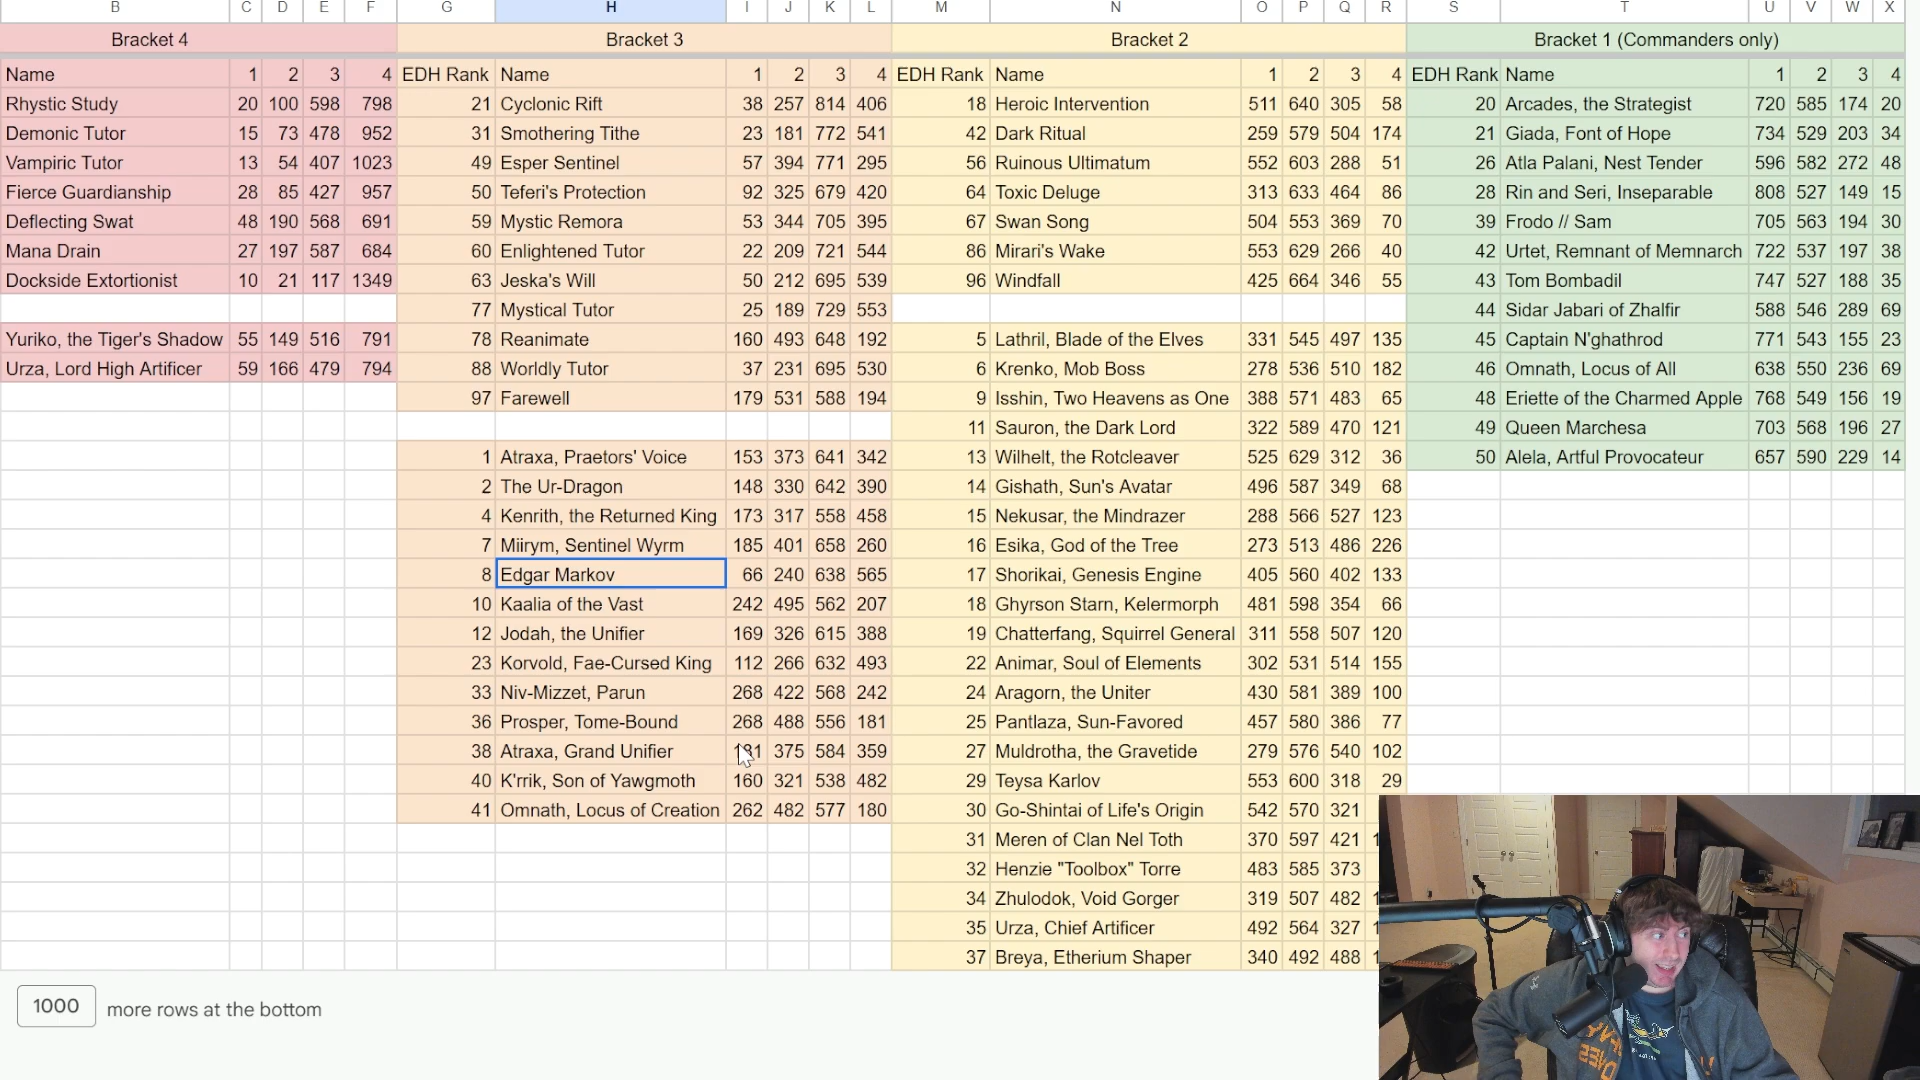 B C D E F G H I J K L M N O P Q R S T U V W X
Bracket 4 Bracket 3 Bracket 2 Bracket 1 (Commanders only)
Name 1 2 3 4 EDH Rank Name 1 2 3 4 EDH Rank Name 1 2 3 4 EDH Rank Name 1 2 3 4
Rhystic Study 20 100 598 798 21 Cyclonic Rift 38 257 814 406 18 Heroic Intervention 511 640 305 58 20 Arcades, the Strategist 720 585 174 20
Demonic Tutor 15 73 478 952 31 Smothering Tithe 23 181 772 541 42 Dark Ritual 259 579 504 174 21 Giada, Font of Hope 734 529 203 34
Vampiric Tutor 13 54 407 1023 49 Esper Sentinel 57 394 771 295 56 Ruinous Ultimatum 552 603 288 51 26 Atla Palani, Nest Tender 596 582 272 48
Fierce Guardianship 28 85 427 957 50 Teferi's Protection 92 325 679 420 64 Toxic Deluge 313 633 464 86 28 Rin and Seri, Inseparable 808 527 149 15
Deflecting Swat 48 190 568 691 59 Mystic Remora 53 344 705 395 67 Swan Song 504 553 369 70 39 Frodo // Sam 705 563 194 30
Mana Drain 27 197 587 684 60 Enlightened Tutor 22 209 721 544 86 Mirari's Wake 553 629 266 40 42 Urtet, Remnant of Memnarch 722 537 197 38
Dockside Extortionist 10 21 117 1349 63 Jeska's Will 50 212 695 539 96 Windfall 425 664 346 55 43 Tom Bombadil 747 527 188 35
77 Mystical Tutor 25 189 729 553 44 Sidar Jabari of Zhalfir 588 546 289 69
Yuriko, the Tiger's Shadow 55 149 516 791 78 Reanimate 160 493 648 192 5 Lathril, Blade of the Elves 331 545 497 135 45 Captain N'ghathrod 771 543 155 23
Urza, Lord High Artificer 59 166 479 794 88 Worldly Tutor 37 231 695 530 6 Krenko, Mob Boss 278 536 510 182 46 Omnath, Locus of All 638 550 236 69
97 Farewell 179 531 588 194 9 Isshin, Two Heavens as One 388 571 483 65 48 Eriette of the Charmed Apple 768 549 156 19
11 Sauron, the Dark Lord 322 589 470 121 49 Queen Marchesa 703 568 196 27
1 Atraxa, Praetors' Voice 153 373 641 342 13 Wilhelt, the Rotcleaver 525 629 312 36 50 Alela, Artful Provocateur 657 590 229 14
2 The Ur-Dragon 148 330 642 390 14 Gishath, Sun's Avatar 496 587 349 68
4 Kenrith, the Returned King 173 317 558 458 15 Nekusar, the Mindrazer 288 566 527 123
7 Miirym, Sentinel Wyrm 185 401 658 260 16 Esika, God of the Tree 273 513 486 226
8 Edgar Markov 66 240 638 565 17 Shorikai, Genesis Engine 405 560 402 133
10 Kaalia of the Vast 242 495 562 207 18 Ghyrson Starn, Kelermorph 481 598 354 66
12 Jodah, the Unifier 169 326 615 388 19 Chatterfang, Squirrel General 311 558 507 120
23 Korvold, Fae-Cursed King 112 266 632 493 22 Animar, Soul of Elements 302 531 514 155
33 Niv-Mizzet, Parun 268 422 568 242 24 Aragorn, the Uniter 430 581 389 100
36 Prosper, Tome-Bound 268 488 556 181 25 Pantlaza, Sun-Favored 457 580 386 77
38 Atraxa, Grand Unifier 375 584 359 27 Muldrotha, the Gravetide 279 576 540 102
40 K'rrik, Son of Yawgmoth 160 321 538 482 29 Teysa Karlov 553 600 318 29
41 Omnath, Locus of Creation 262 482 577 180 30 Go-Shintai of Life's Origin 542 570 321
31 Meren of Clan Nel Toth 370 597 421
32 Henzie "Toolbox" Torre 483 585 373
34 Zhulodok, Void Gorger 319 507 482
35 Urza, Chief Artificer 492 564 327
37 Breya, Etherium Shaper 340 492 488
1000 more rows at the bottom